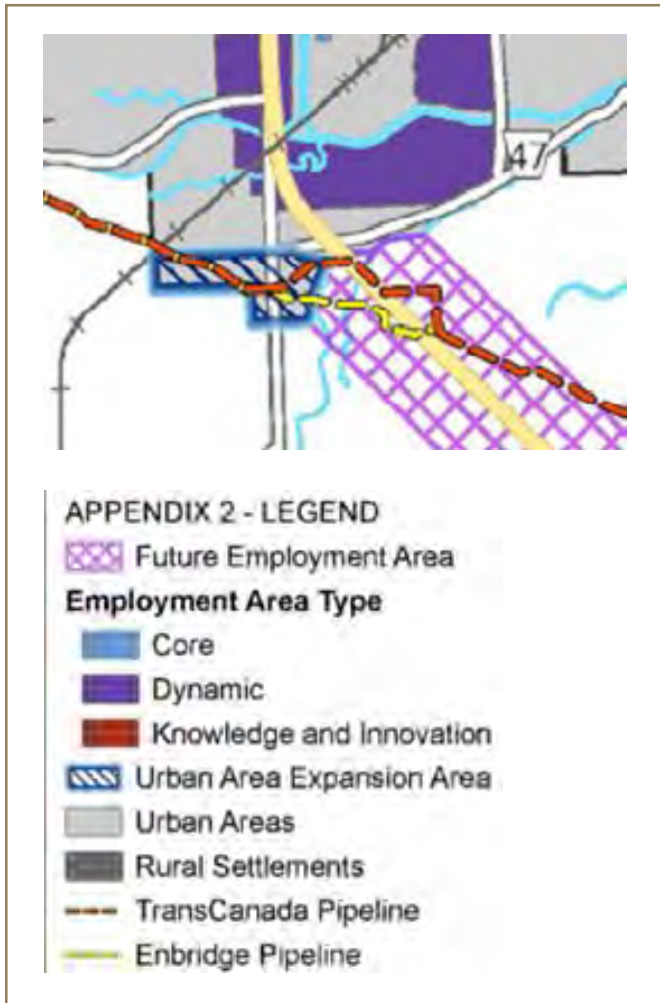 47
APPENDIX 2 - LEGEND
Future Employment Area
Employment Area Type
Core
Dynamic
Knowledge and Innovation
Urban Area Expansion Area
Urban Areas
Rural Settlements
TransCanada Pipeline
Enbridge Pipeline